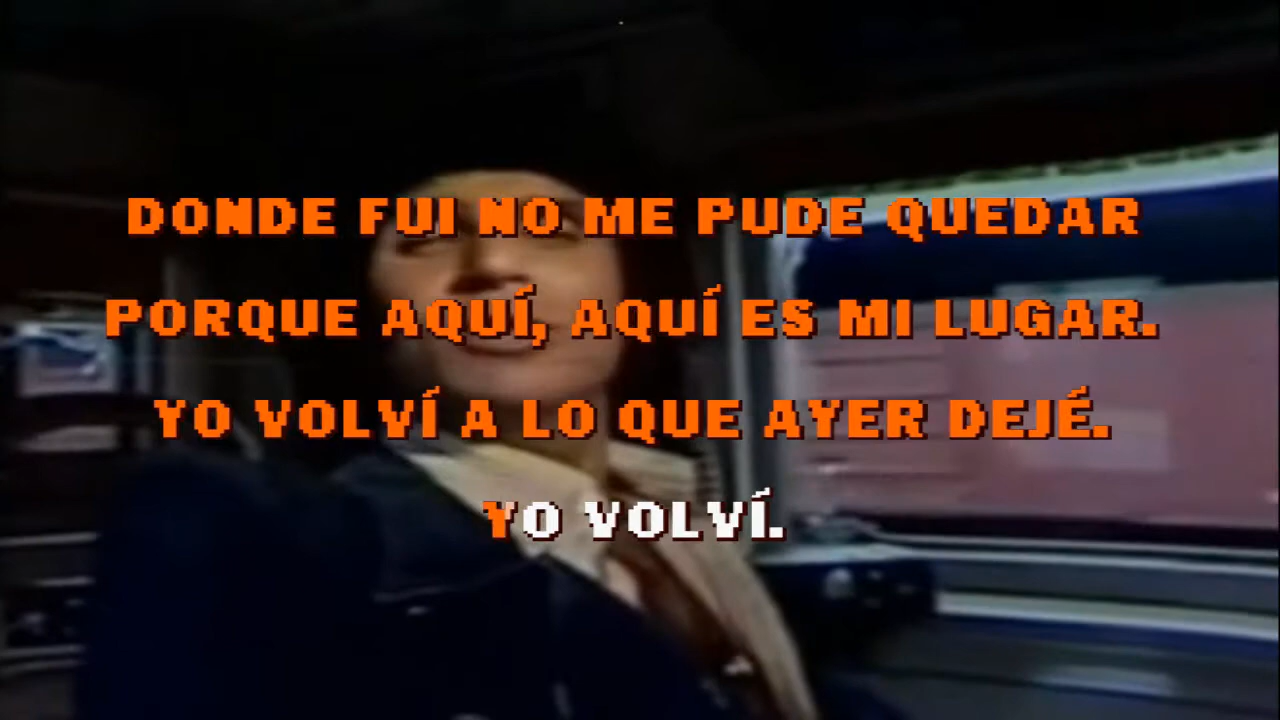 DONDE FUI NO ME PUDE QUEDAR
PORQUE AQUÍ, AQUÍ ES MI LUGAR.
YO VOLVÍ A LO QUE AYER DEJÉ.
YO VOLVÍ.